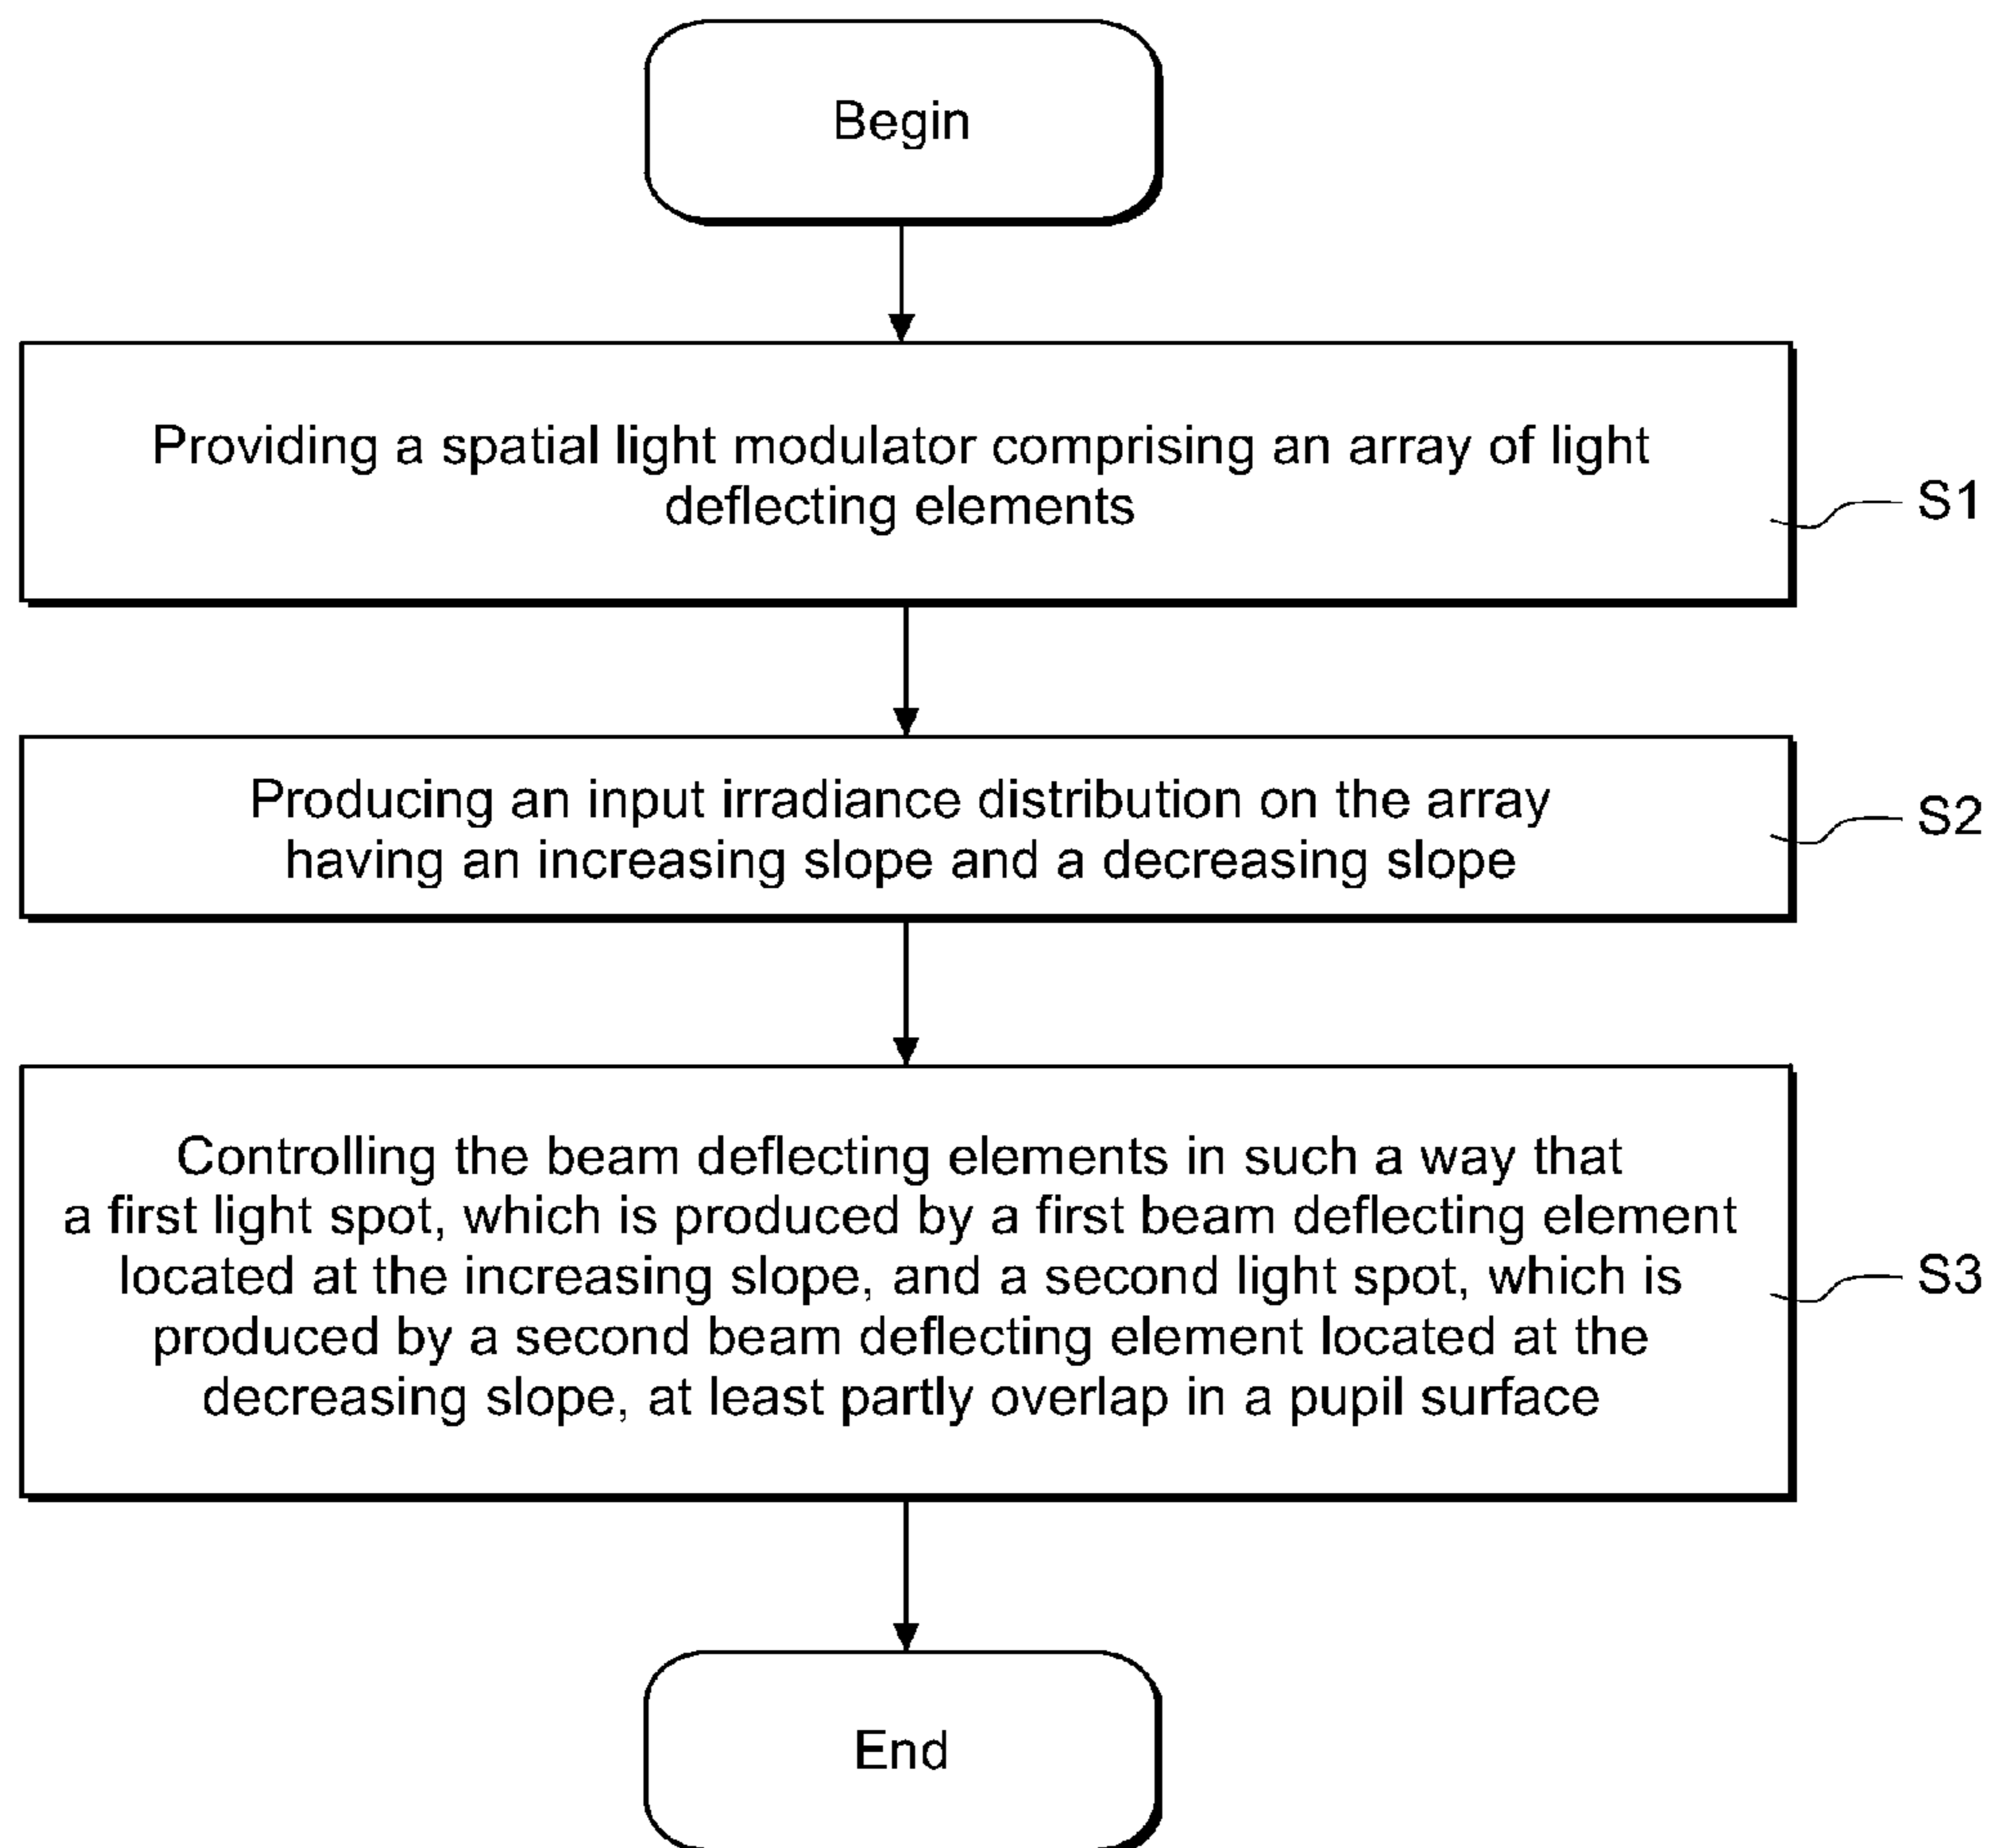 Begin
Providing a spatial light modulator comprising an array of light
deflecting elements
S1
Producing an input irradiance distribution on the array
having an increasing slope and a decreasing slope
S2
Controlling the beam deflecting elements in such a way that
a first light spot, which is produced by a first beam deflecting element
located at the increasing slope, and a second light spot, which is
produced by a second beam deflecting element located at the
decreasing slope, at least partly overlap in a pupil surface
S3
End